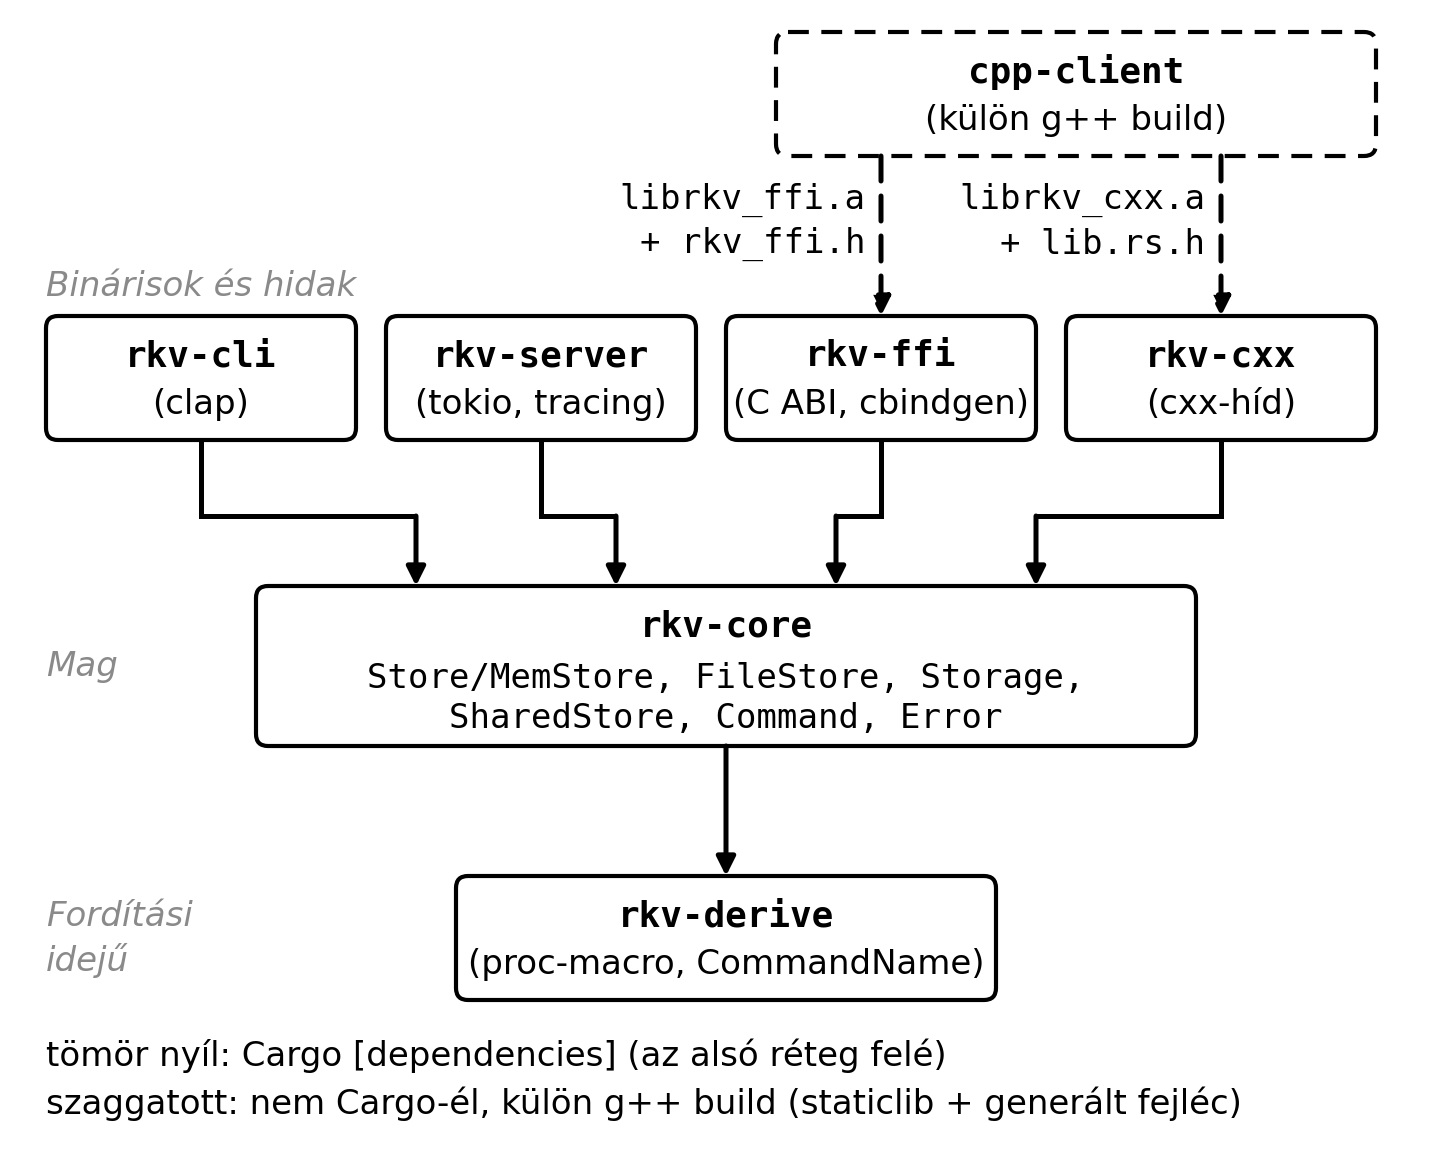 cpp-client
(külön g++ build)
librkv_ffi.a
+ rkv_ffi.h
librkv_cxx.a
+ lib.rs.h
Binárisok és hidak
rkv-cli
(clap)
rkv-server
(tokio, tracing)
rkv-ffi
(C ABI, cbindgen)
rkv-cxx
(cxx-híd)
Mag
rkv-core
Store/MemStore, FileStore, Storage,
SharedStore, Command, Error
Fordítási
idejű
rkv-derive
(proc-macro, CommandName)
tömör nyíl: Cargo [dependencies] (az alsó réteg felé)
szaggatott: nem Cargo-él, külön g++ build (staticlib + generált fejléc)